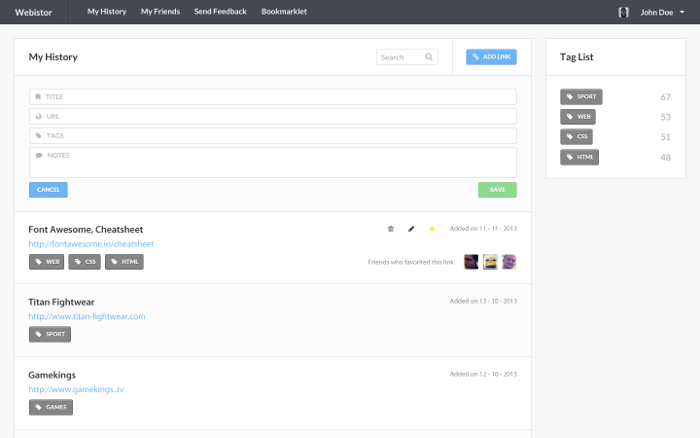 Webistor My History My Friends Send Feedback Bookmarklet John Doe
My History Search ADD LINK
TITLE
URL
TAGS
NOTES
CANCEL SAVE
Font Awesome, Cheatsheet Added on 11 - 11 - 2013
http://fontawesome.io/cheatsheet
WEB CSS HTML Friends who favorited this link
Titan Fightwear Added on 13 - 10 - 2013
http://www.titan-fightwear.com
SPORT
Gamekings Added on 12 - 10 - 2013
http://www.gamekings..tv
GAMES
Tag List
SPORT 67
WEB 53
CSS 51
HTML 48